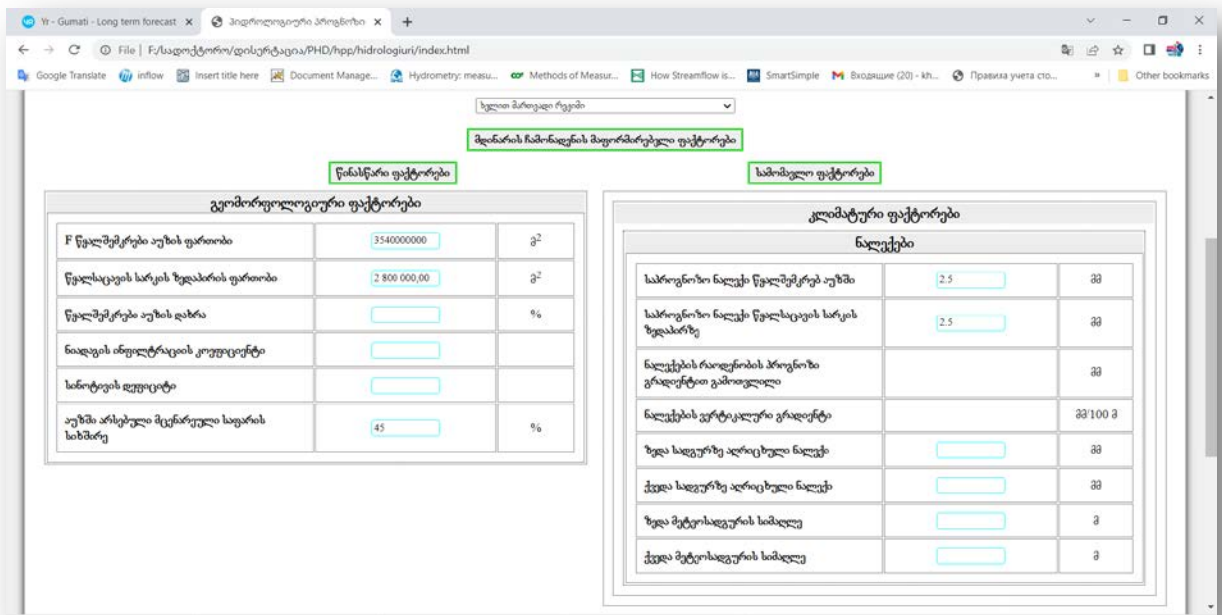 Yr - Gumati - Long term forecast
ჰიდროლოგიური პროგნოზი
File | F:/სადოქტორო/დისერტაცია/PHD/hpp/hidrologiuri/index.html
Google Translate inflow Insert title here Document Manage... Hydrometry: measu... Methods of Measur... How Streamflow is... SmartSimple Входящие (20) - kh... Правила учета сто... » Other bookmarks
ხელით მართვადი რეჟიმი
მდინარის ჩამონადენის მაფორმირებელი ფაქტორები
წინასწარი ფაქტორები
გეომორფოლოგიური ფაქტორები
F წყალშემკრები აუზის ფართობი 3540000000 მ²
წყალსაცავის სარკის ზედაპირის ფართობი 2 800 000,00 მ²
წყალშემკრები აუზის დახრა %
ნიადაგის ინფილტრაციის კოეფიციენტი
სინოტივის დეფიციტი
აუზში არსებული მცენარეული საფარის
სიხშირე 45 %
სამომავლო ფაქტორები
კლიმატური ფაქტორები
ნალექები
საპროგნოზო ნალექი წყალშემკრებ აუზში 2.5 მმ
საპროგნოზო ნალექი წყალსაცავის სარკის
ზედაპირზე 2.5 მმ
ნალექების რაოდენობის პროგნოზი
გრადიენტით გამოთვლილი მმ
ნალექების ვერტიკალური გრადიენტი მმ/100 მ
ზედა სადგურზე აღრიცხული ნალექი მმ
ქვედა სადგურზე აღრიცხული ნალექი მმ
ზედა მეტეოსადგურის სიმაღლე მ
ქვედა მეტეოსადგურის სიმაღლე მ